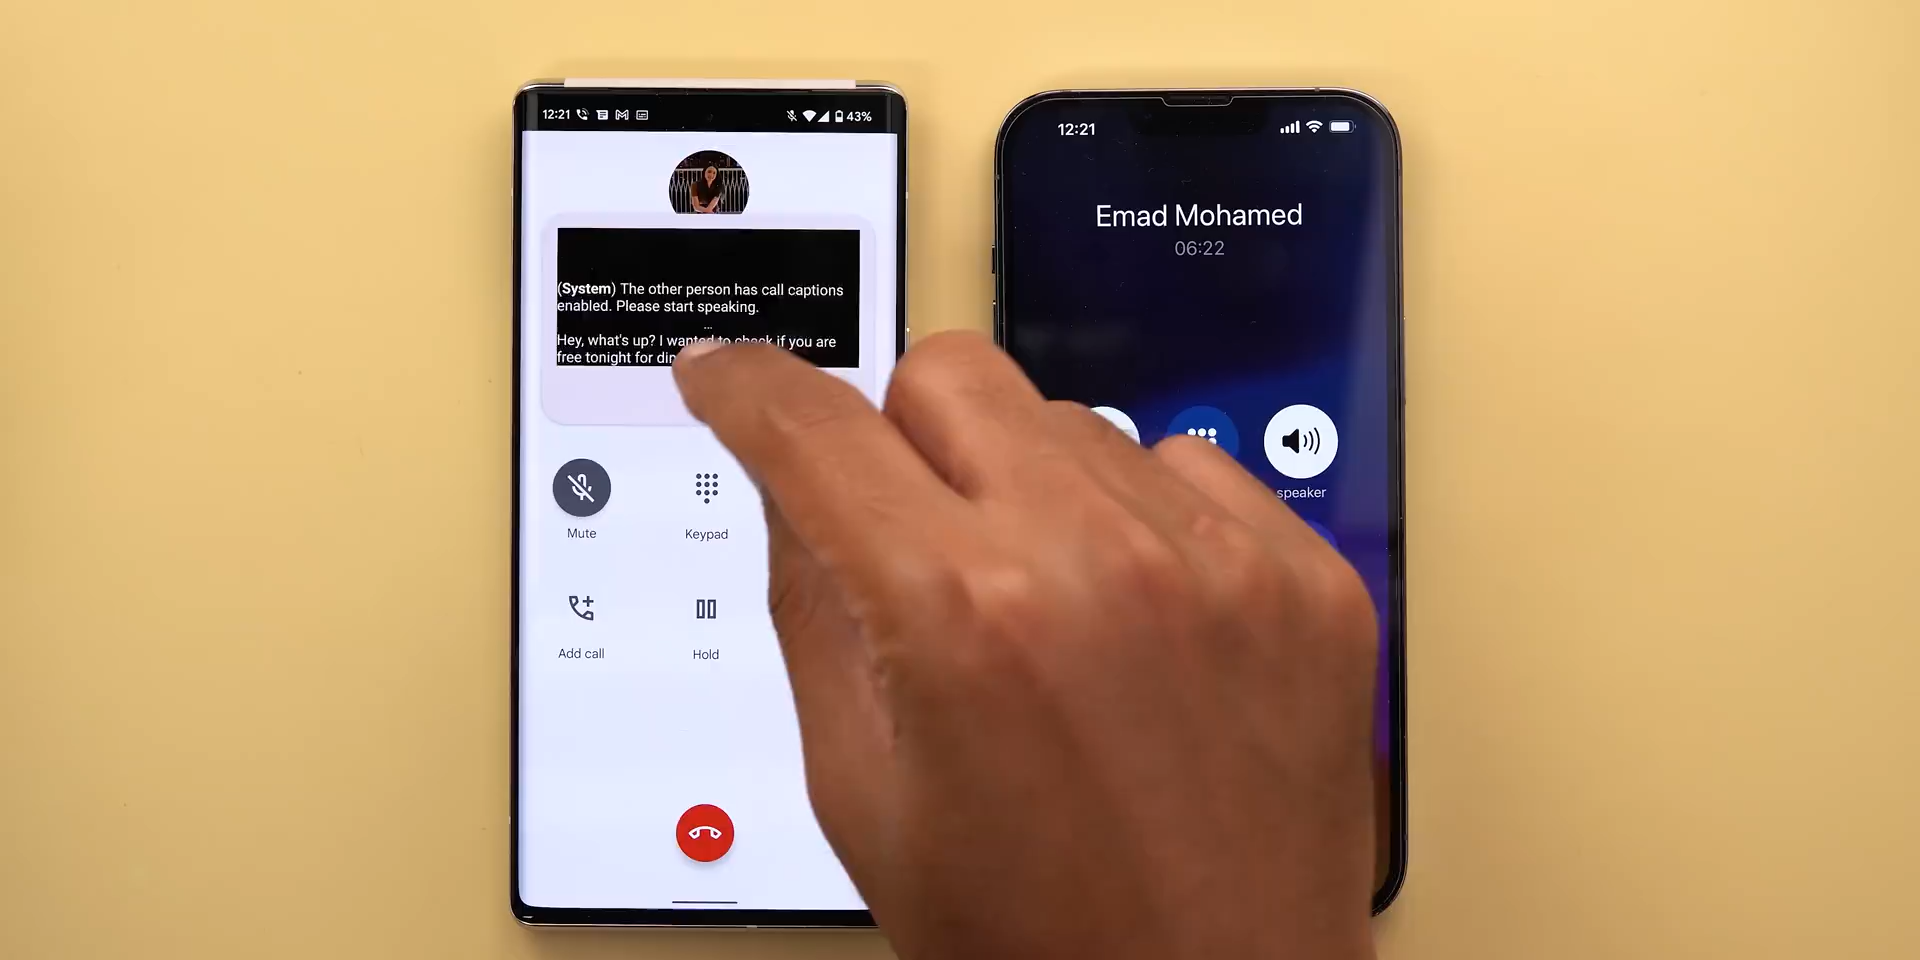 12:21
43%
(System) The other person has call captions
enabled. Please start speaking.
...
Hey, what's up? I wanted to check if you are
free tonight for
Mute
Keypad
Add call
Hold
12:21
Emad Mohamed
06:22
speaker